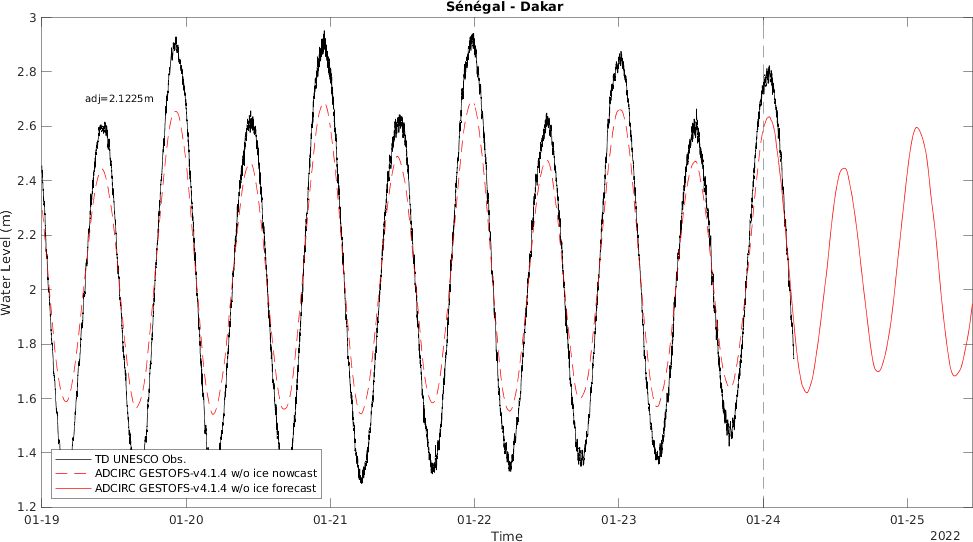 Sénégal - Dakar
3
2.8
2.6
2.4
2.2
2
1.8
1.6
1.4
1.2
Water Level (m)
adj=2.1225m
TD UNESCO Obs.
ADCIRC GESTOFS-v4.1.4 w/o ice nowcast
ADCIRC GESTOFS-v4.1.4 w/o ice forecast
01-19 01-20 01-21 01-22 01-23 01-24 01-25
Time
2022